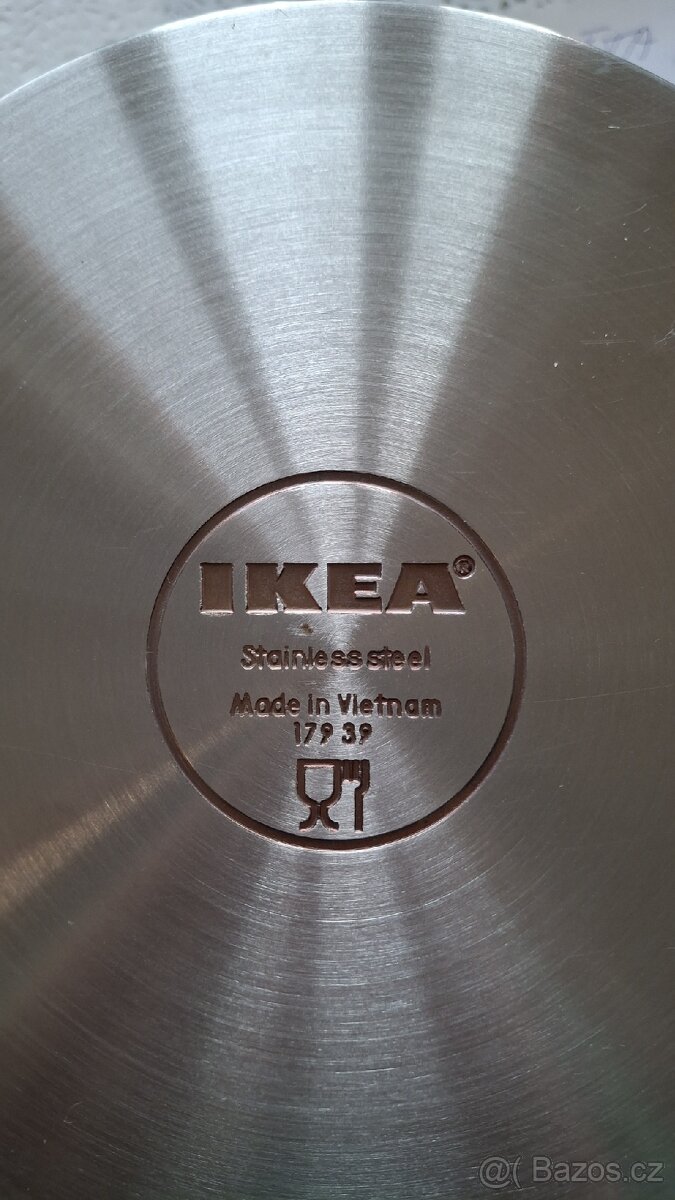 IKEA®
Stainless steel
Made in Vietnam
179 39
@( Bazos.cz